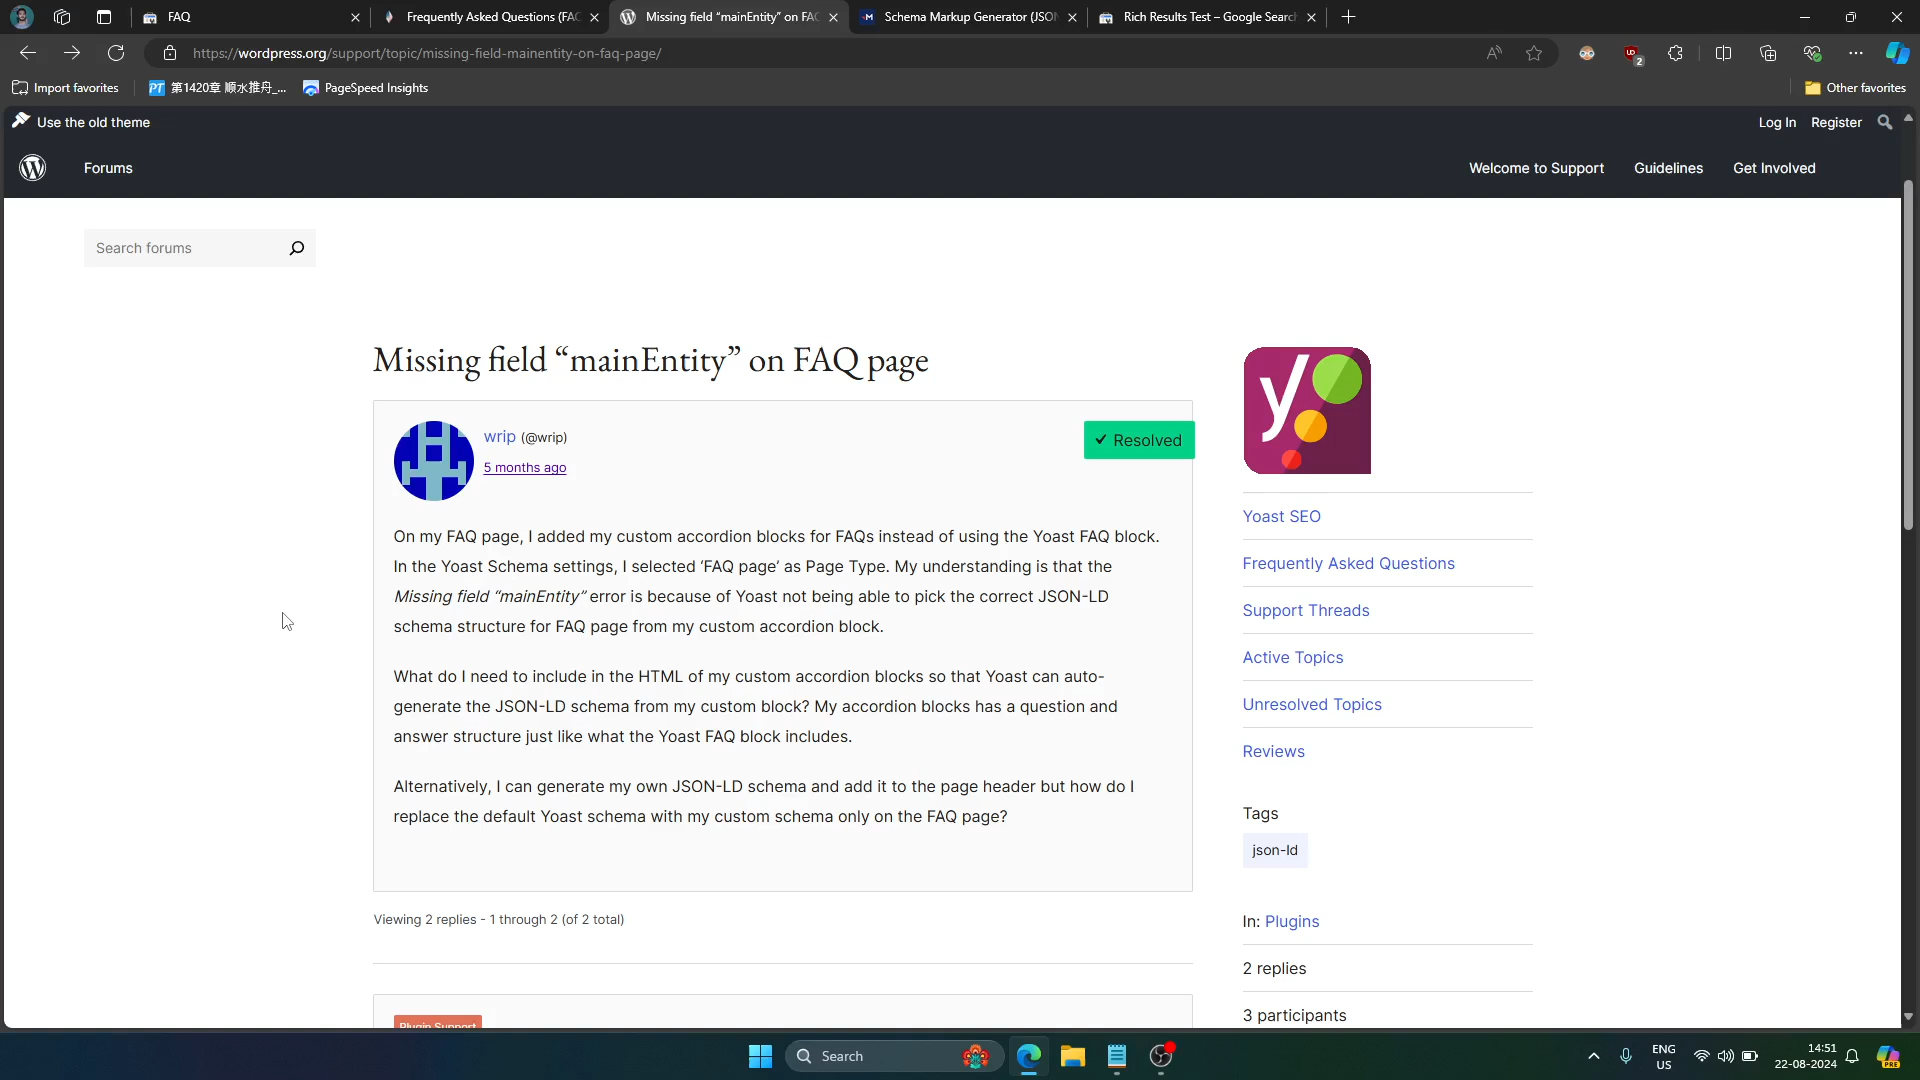 FAQ
Frequently Asked Questions (FAQ
Missing field “mainEntity” on FAQ
Schema Markup Generator (JSON
Rich Results Test – Google Search
https://wordpress.org/support/topic/missing-field-mainentity-on-faq-page/
2
Import favorites
第1420章 顺水推舟_...
PageSpeed Insights
Other favorites
Use the old theme
Log In
Register
Forums
Welcome to Support
Guidelines
Get Involved
Search forums
Missing field “mainEntity” on FAQ page
wrip (@wrip)
Resolved
5 months ago
On my FAQ page, I added my custom accordion blocks for FAQs instead of using the Yoast FAQ block.
In the Yoast Schema settings, I selected ‘FAQ page’ as Page Type. My understanding is that the
Missing field “mainEntity” error is because of Yoast not being able to pick the correct JSON-LD
schema structure for FAQ page from my custom accordion block.
What do I need to include in the HTML of my custom accordion blocks so that Yoast can auto-
generate the JSON-LD schema from my custom block? My accordion blocks has a question and
answer structure just like what the Yoast FAQ block includes.
Alternatively, I can generate my own JSON-LD schema and add it to the page header but how do I
replace the default Yoast schema with my custom schema only on the FAQ page?
Viewing 2 replies - 1 through 2 (of 2 total)
Plugin Support
y
Yoast SEO
Frequently Asked Questions
Support Threads
Active Topics
Unresolved Topics
Reviews
Tags
json-ld
In: Plugins
2 replies
3 participants
Search
ENG
US
14:51
22-08-2024
PRE